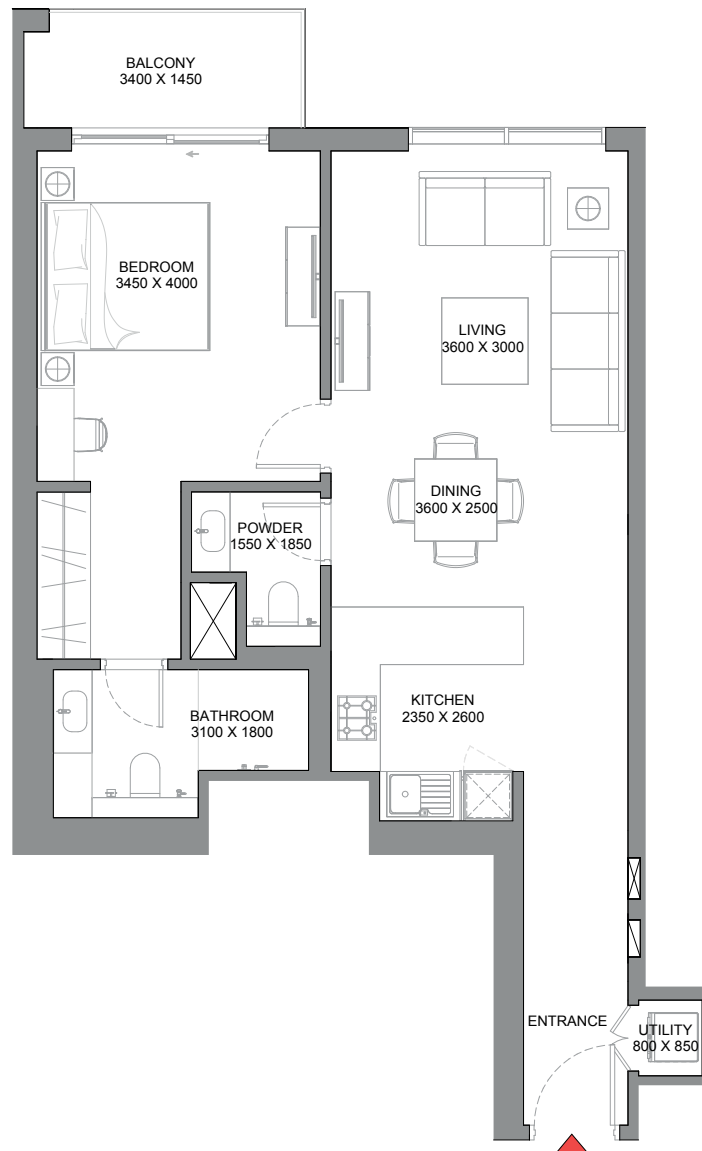 BALCONY
3400 X 1450
BEDROOM
3450 X 4000
LIVING
3600 X 3000
DINING
3600 X 2500
POWDER
1550 X 1850
KITCHEN
2350 X 2600
BATHROOM
3100 X 1800
ENTRANCE
UTILITY
800 X 850